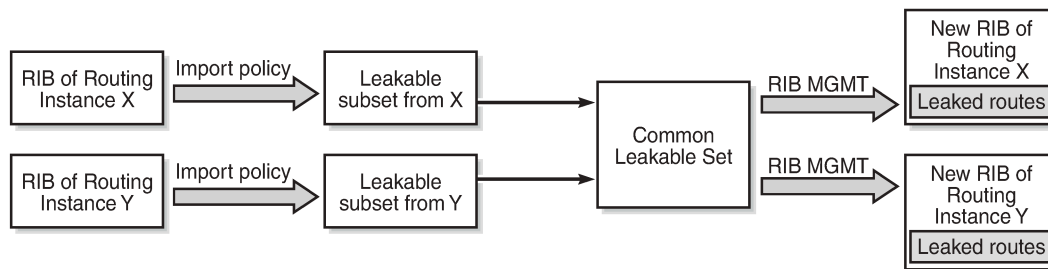 RIB of Routing
Instance X
Import policy
Leakable
subset from X
RIB of Routing
Instance Y
Import policy
Leakable
subset from Y
Common
Leakable Set
RIB MGMT
New RIB of
Routing
Instance X
Leaked routes
RIB MGMT
New RIB of
Routing
Instance Y
Leaked routes